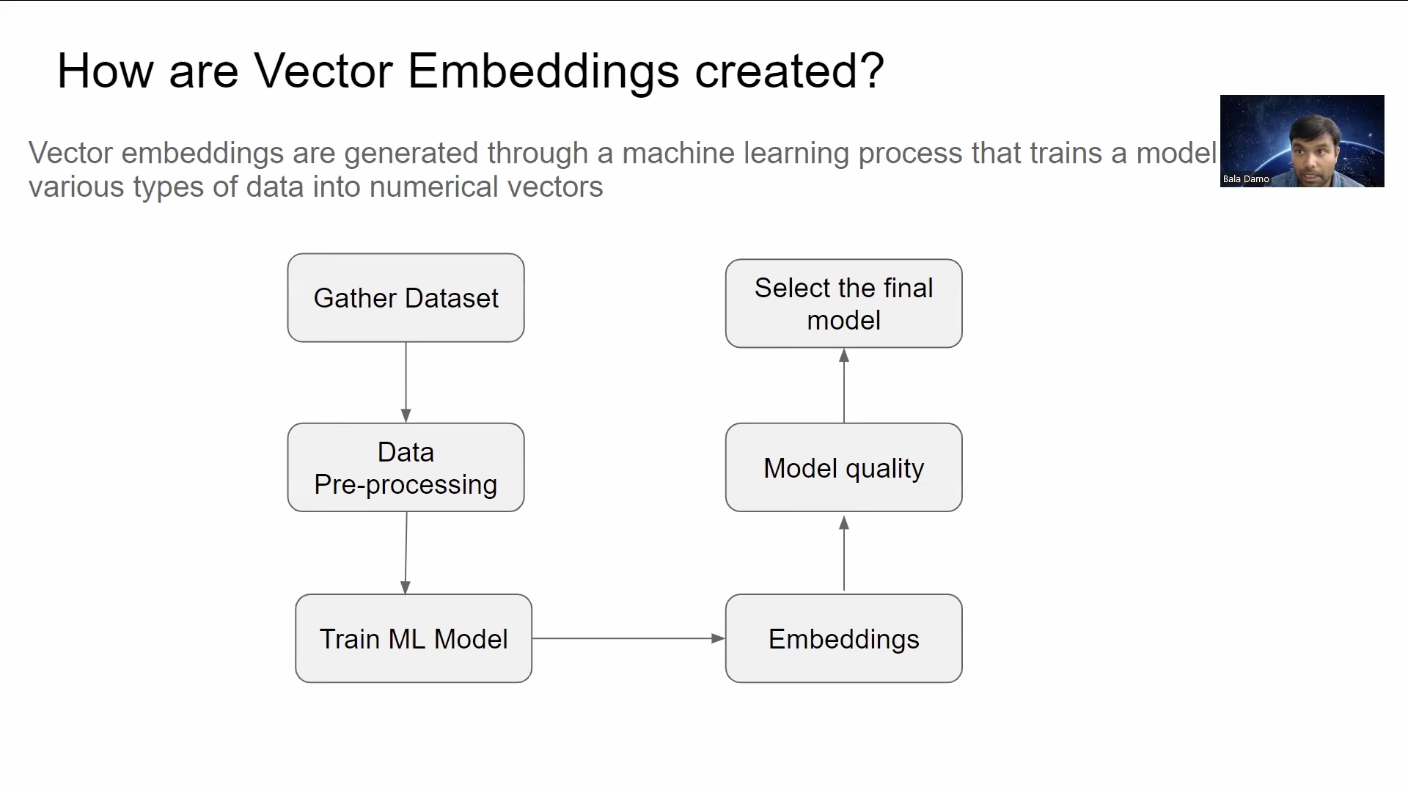 How are Vector Embeddings created?
Vector embeddings are generated through a machine learning process that trains a model
various types of data into numerical vectors
Bala Damo
Gather Dataset
Select the final
model
Data
Pre-processing
Model quality
Train ML Model
Embeddings